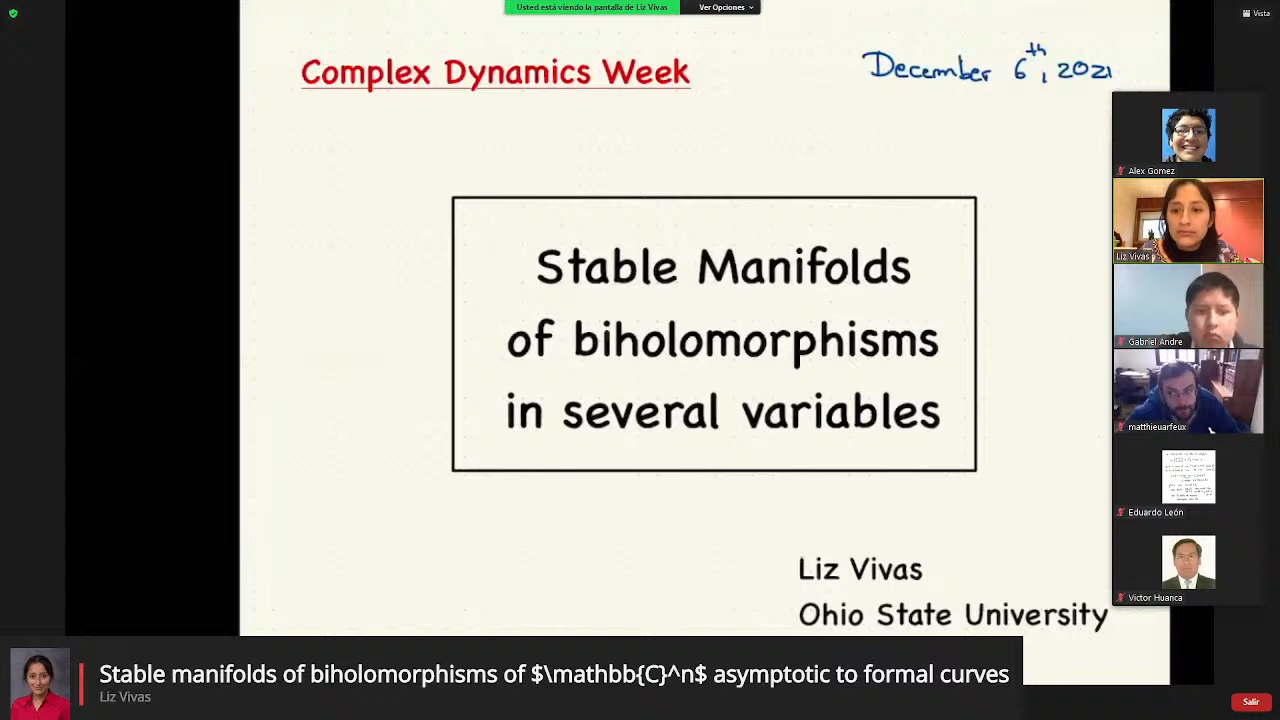 Usted está viendo la pantalla de Liz Vivas
Ver Opciones
Vista
Complex Dynamics Week
December 6th, 2021
Stable Manifolds
of biholomorphisms
in several variables
Liz Vivas
Ohio State University
Alex Gomez
Liz Vivas
Gabriel Andre
matthieuarfeux
Eduardo León
Victor Huanca
Stable manifolds of biholomorphisms of $\mathbb{C}^n$ asymptotic to formal curves
Liz Vivas
Salir